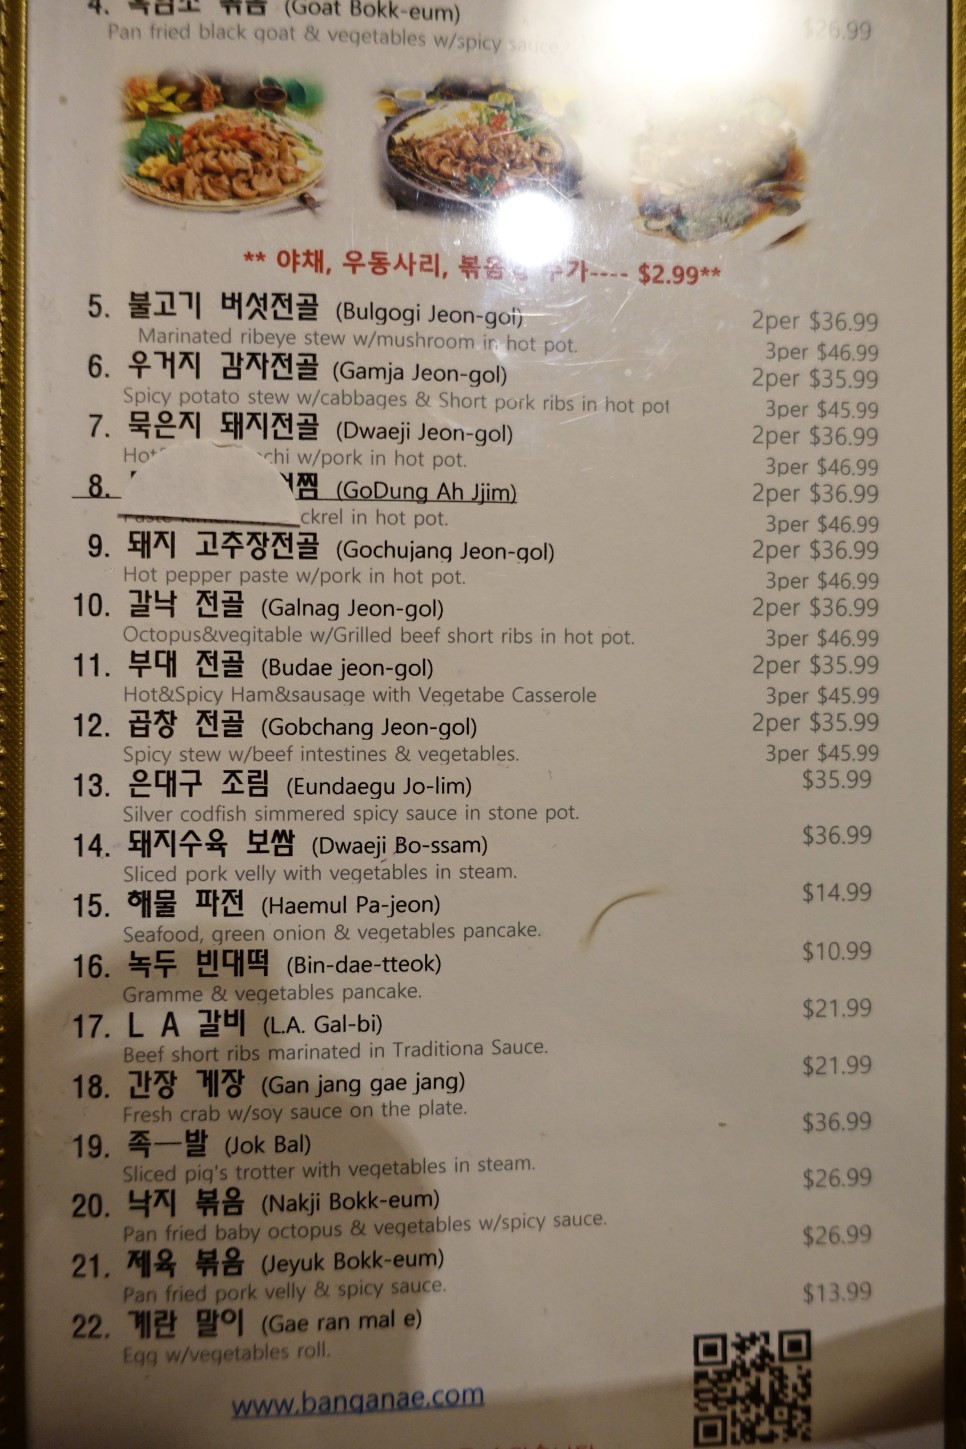 4. 흑염소 볶음 (Goat Bokk-eum) $26.99
Pan fried black goat & vegetables w/spicy sauce.
** 야채, 우동사리, 볶음밥 추가---- $2.99**
5. 불고기 버섯전골 (Bulgogi Jeon-gol) 2per $36.99
Marinated ribeye stew w/mushroom in hot pot. 3per $46.99
6. 우거지 감자전골 (Gamja Jeon-gol) 2per $35.99
Spicy potato stew w/cabbages & Short pork ribs in hot pot 3per $45.99
7. 묵은지 돼지전골 (Dwaeji Jeon-gol) 2per $36.99
Hot chi w/pork in hot pot. 3per $46.99
8. 찜 (GoDung Ah Jjim) 2per $36.99
ckrel in hot pot. 3per $46.99
9. 돼지 고추장전골 (Gochujang Jeon-gol) 2per $36.99
Hot pepper paste w/pork in hot pot. 3per $46.99
10. 갈낙 전골 (Galnag Jeon-gol) 2per $36.99
Octopus&vegitable w/Grilled beef short ribs in hot pot. 3per $46.99
11. 부대 전골 (Budae jeon-gol) 2per $35.99
Hot&Spicy Ham&sausage with Vegetabe Casserole 3per $45.99
12. 곱창 전골 (Gobchang Jeon-gol) 2per $35.99
Spicy stew w/beef intestines & vegetables. 3per $45.99
13. 은대구 조림 (Eundaegu Jo-lim) $35.99
Silver codfish simmered spicy sauce in stone pot.
14. 돼지수육 보쌈 (Dwaeji Bo-ssam) $36.99
Sliced pork velly with vegetables in steam.
15. 해물 파전 (Haemul Pa-jeon) $14.99
Seafood, green onion & vegetables pancake.
16. 녹두 빈대떡 (Bin-dae-tteok) $10.99
Gramme & vegetables pancake.
17. L A 갈비 (L.A. Gal-bi) $21.99
Beef short ribs marinated in Traditiona Sauce.
18. 간장 게장 (Gan jang gae jang) $21.99
Fresh crab w/soy sauce on the plate.
19. 족—발 (Jok Bal) $36.99
Sliced pig's trotter with vegetables in steam.
20. 낙지 볶음 (Nakji Bokk-eum) $26.99
Pan fried baby octopus & vegetables w/spicy sauce.
21. 제육 볶음 (Jeyuk Bokk-eum) $26.99
Pan fried pork velly & spicy sauce.
22. 계란 말이 (Gae ran mal e) $13.99
Egg w/vegetables roll.
www.banganae.com